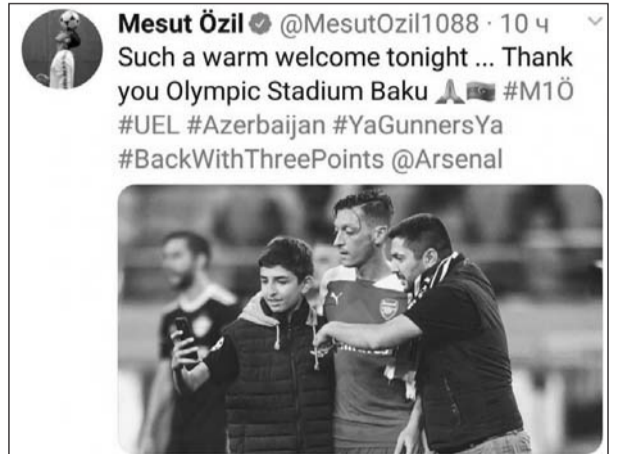 Mesut Özil @MesutOzil1088 · 10 ч
Such a warm welcome tonight ... Thank
you Olympic Stadium Baku 🙏🇦🇿 #M1Ö
#UEL #Azerbaijan #YaGunnersYa
#BackWithThreePoints @Arsenal